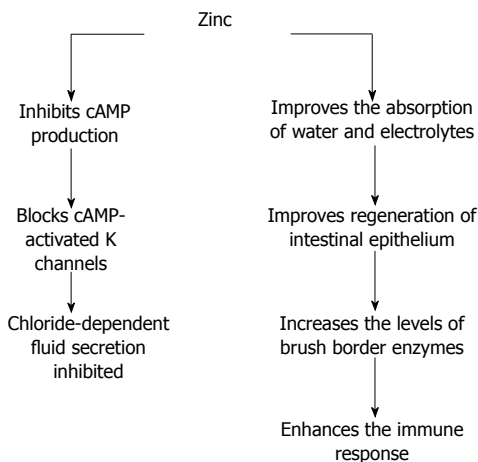 Zinc
Inhibits cAMP
production
Blocks cAMP-
activated K
channels
Chloride-dependent
fluid secretion
inhibited
Improves the absorption
of water and electrolytes
Improves regeneration of
intestinal epithelium
Increases the levels of
brush border enzymes
Enhances the immune
response